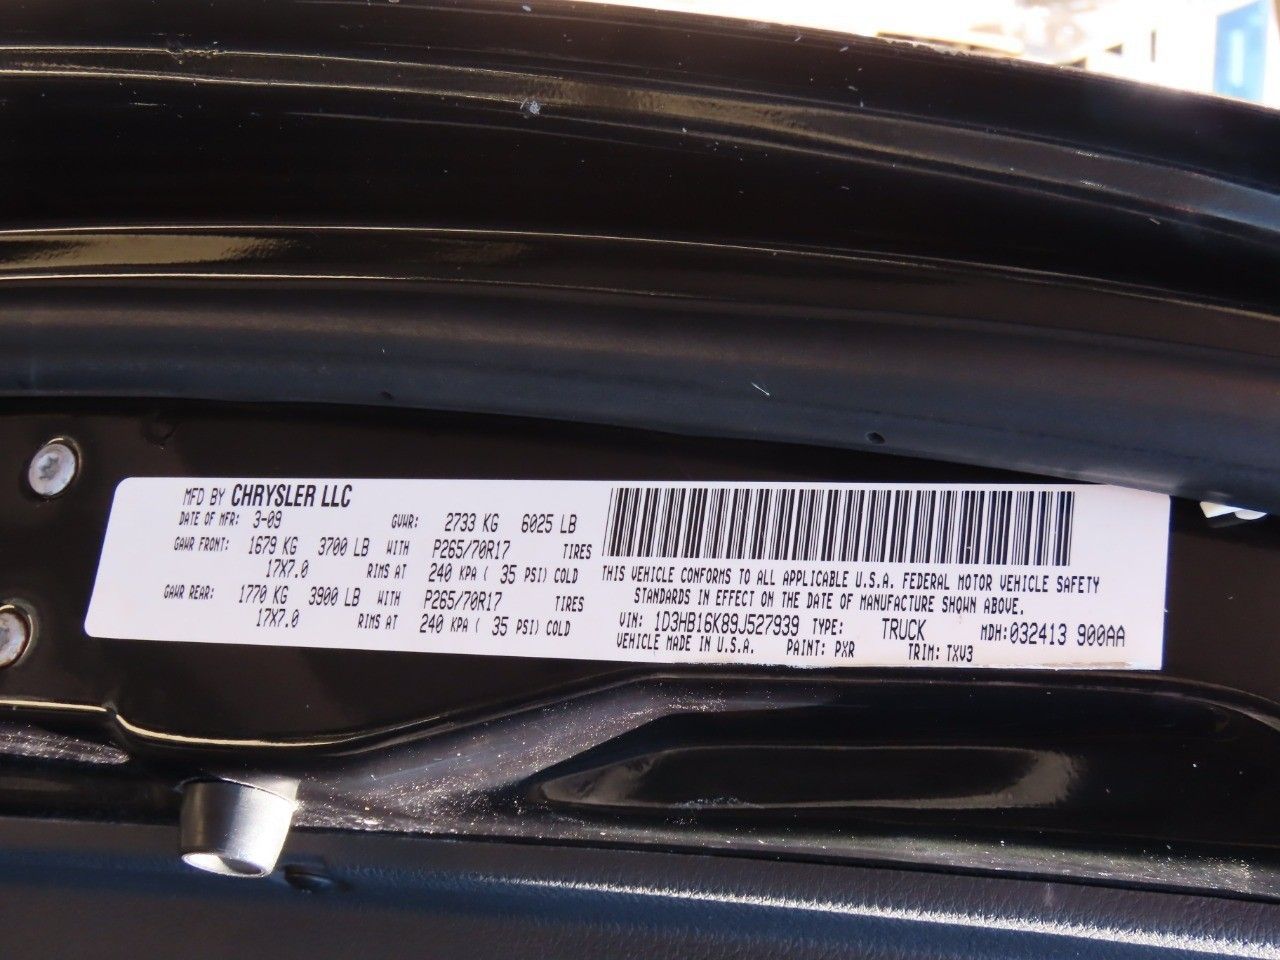 MFD BY CHRYSLER LLC
DATE OF MFR: 3-09 GVWR: 2733 KG 6025 LB
GAWR FRONT: 1679 KG 3700 LB WITH P265/70R17 TIRES
17X7.0 RIMS AT 240 KPA ( 35 PSI) COLD
GAWR REAR: 1770 KG 3900 LB WITH P265/70R17 TIRES
17X7.0 RIMS AT 240 KPA ( 35 PSI) COLD
THIS VEHICLE CONFORMS TO ALL APPLICABLE U.S.A. FEDERAL MOTOR VEHICLE SAFETY
STANDARDS IN EFFECT ON THE DATE OF MANUFACTURE SHOWN ABOVE.
VIN: 1D3HB16K89J527939 TYPE: TRUCK MDH: 032413 900AA
VEHICLE MADE IN U.S.A. PAINT: PXR TRIM: TXV3